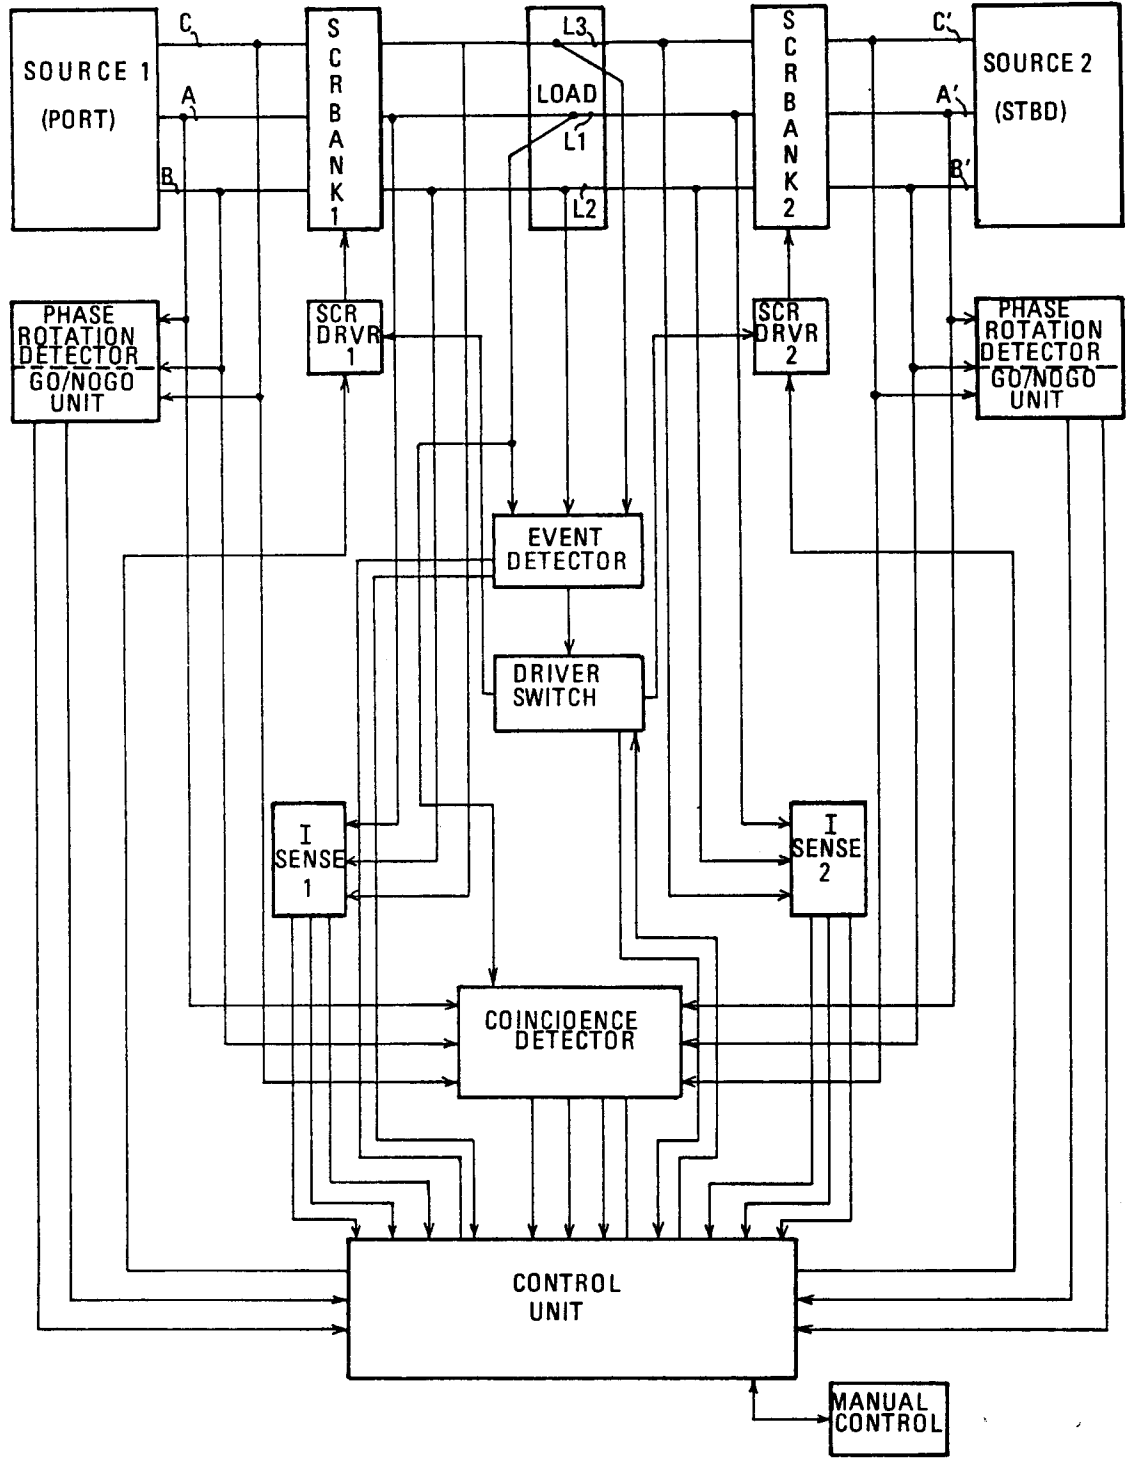 C
S
C
R
B
A
N
K
1
L3
S
C
R
B
A
N
K
2
C'
SOURCE 1
(PORT)
A
LOAD
L1
A'
SOURCE 2
(STBD)
B
L2
B'
PHASE
ROTATION
DETECTOR
GO/NOGO
UNIT
SCR
DRVR
1
SCR
DRVR
2
PHASE
ROTATION
DETECTOR
GO/NOGO
UNIT
EVENT
DETECTOR
DRIVER
SWITCH
I
SENSE
1
I
SENSE
2
COINCIOENCE
DETECTOR
CONTROL
UNIT
MANUAL
CONTROL